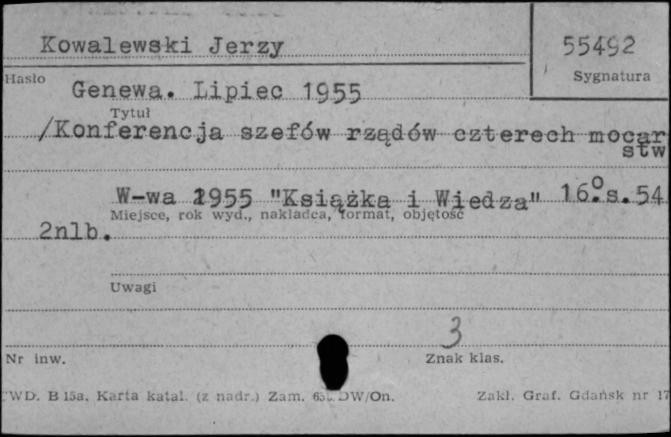 Kowalewski Jerzy
55492
Hasło
Sygnatura
Genewa. Lipiec 1955
Tytuł
/Konferencja szefów rządów czterech mocar
stw
W-wa 1955 "Książka i Wiedza" 16.° s. 54
Miejsce, rok wyd., nakładca, format, objętość
2nlb.
Uwagi
3
Nr inw.
Znak klas.
WD. B 15a. Karta katal. (z nadr.) Zam. DW/On.
Zakł. Graf. Gdańsk nr 17